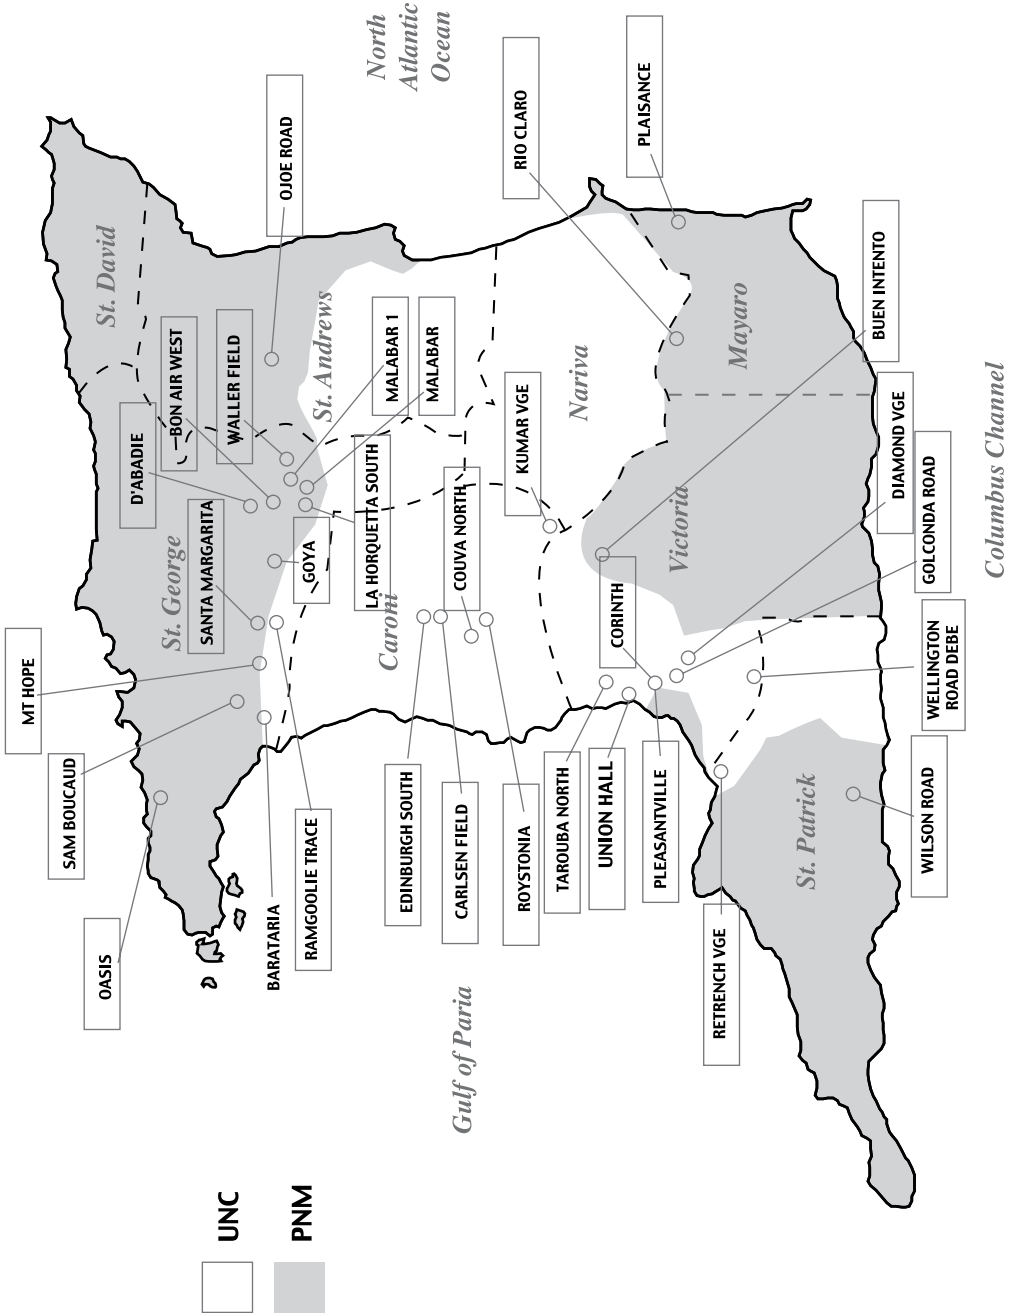 North
Atlantic
Ocean
PLAISANCE
RIO CLARO
OJOE ROAD
St. David
BUEN INTENTO
St. Andrews
Mayaro
BON AIR WEST
WALLER FIELD
MALABAR 1
MALABAR
Nariva
Columbus Channel
D'ABADIE
KUMAR VGE
DIAMOND VGE
GOLCONDA ROAD
St. George
SANTA MARGARITA
GOYA
LA HORQUETTA SOUTH
COUVA NORTH
Victoria
Caroni
CORINTH
WELLINGTON
ROAD DEBE
MT HOPE
SAM BOUCAUD
OASIS
BARATARIA
RAMGOOLIE TRACE
EDINBURGH SOUTH
CARLSEN FIELD
ROYSTONIA
TAROUBA NORTH
UNION HALL
PLEASANTVILLE
St. Patrick
WILSON ROAD
RETRENCH VGE
Gulf of Paria
UNC
PNM